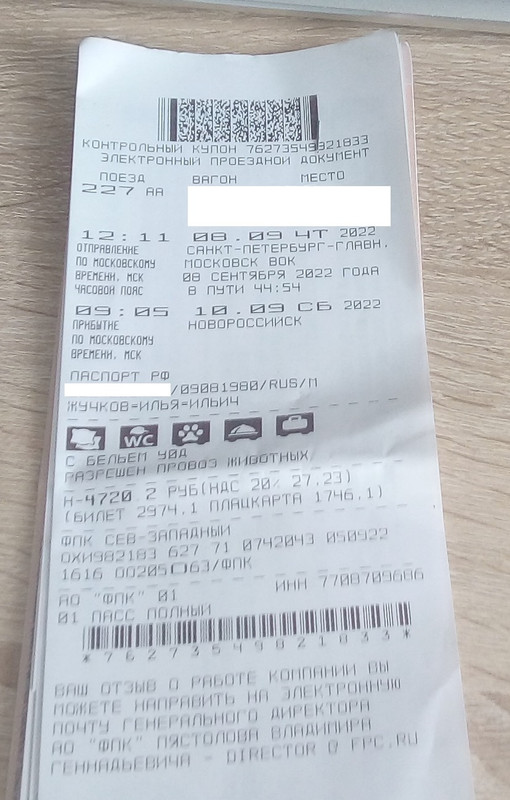 КОНТРОЛЬНЫЙ КУПОН 76273549821833
ЭЛЕКТРОННЫЙ ПРОЕЗДНОЙ ДОКУМЕНТ
ПОЕЗД ВАГОН МЕСТО
227 АА
12:11 08.09 ЧТ 2022
ОТПРАВЛЕНИЕ САНКТ-ПЕТЕРБУРГ-ГЛАВН.
ПО МОСКОВСКОМУ МОСКОВСК ВОК
ВРЕМЕНИ. МСК 08 СЕНТЯБРЯ 2022 ГОДА
ЧАСОВОЙ ПОЯС В ПУТИ 44:54
09:05 10.09 СБ 2022
ПРИБЫТИЕ НОВОРОССИЙСК
ПО МОСКОВСКОМУ
ВРЕМЕНИ. МСК
ПАСПОРТ РФ
/09081980/RUS/M
ЖУЧКОВ=ИЛЬЯ=ИЛЬИЧ
WC
С БЕЛЬЕМ У0Д
РАЗРЕШЕН ПРОВОЗ ЖИВОТНЫХ
Н-4720.2 РУБ(НДС 20% 27.23)
(БИЛЕТ 2974.1 ПЛАЦКАРТА 1746.1)
ФПК СЕВ-ЗАПАДНЫЙ
ОХИ982183 627 71 0742043 050922
1616 00205063/ФПК
АО "ФПК" 01 ИНН 7708709686
01 ПАСС ПОЛНЫЙ
*76273549821833*
ВАШ ОТЗЫВ О РАБОТЕ КОМПАНИИ ВЫ
МОЖЕТЕ НАПРАВИТЬ НА ЭЛЕКТРОННУЮ
ПОЧТУ ГЕНЕРАЛЬНОГО ДИРЕКТОРА
АО "ФПК" ПЯСТОЛОВА ВЛАДИМИРА
ГЕННАДЬЕВИЧА - DIRECTOR @ FPC.RU